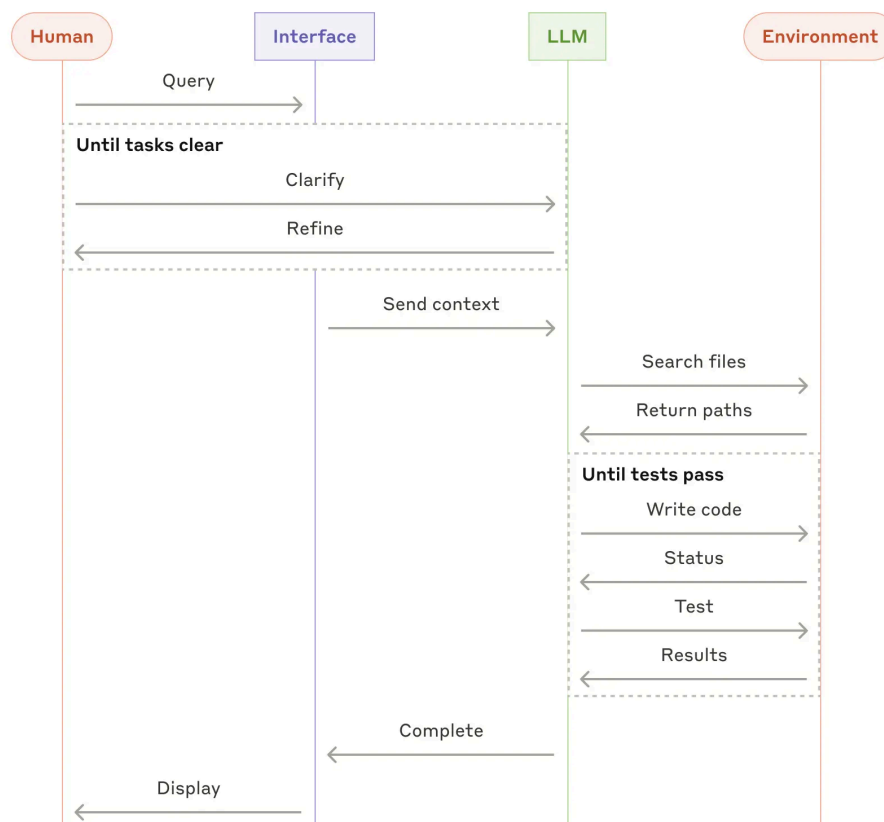 Human
Interface
LLM
Environment
Query
Until tasks clear
Clarify
Refine
Send context
Search files
Return paths
Until tests pass
Write code
Status
Test
Results
Complete
Display